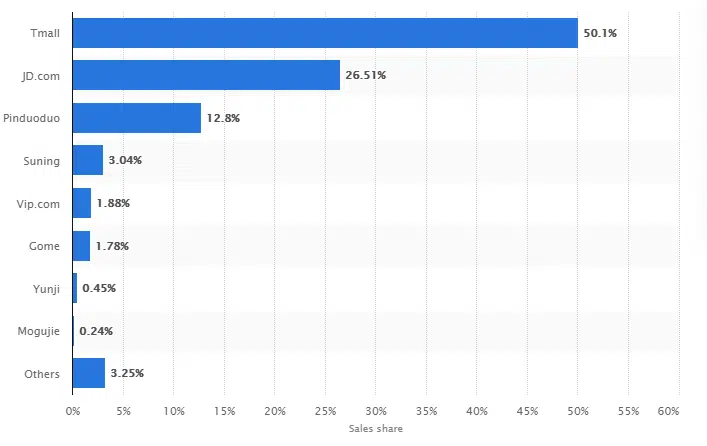 Tmall 50.1%
JD.com 26.51%
Pinduoduo 12.8%
Suning 3.04%
Vip.com 1.88%
Gome 1.78%
Yunji 0.45%
Mogujie 0.24%
Others 3.25%
0% 5% 10% 15% 20% 25% 30% 35% 40% 45% 50% 55% 60%
Sales share